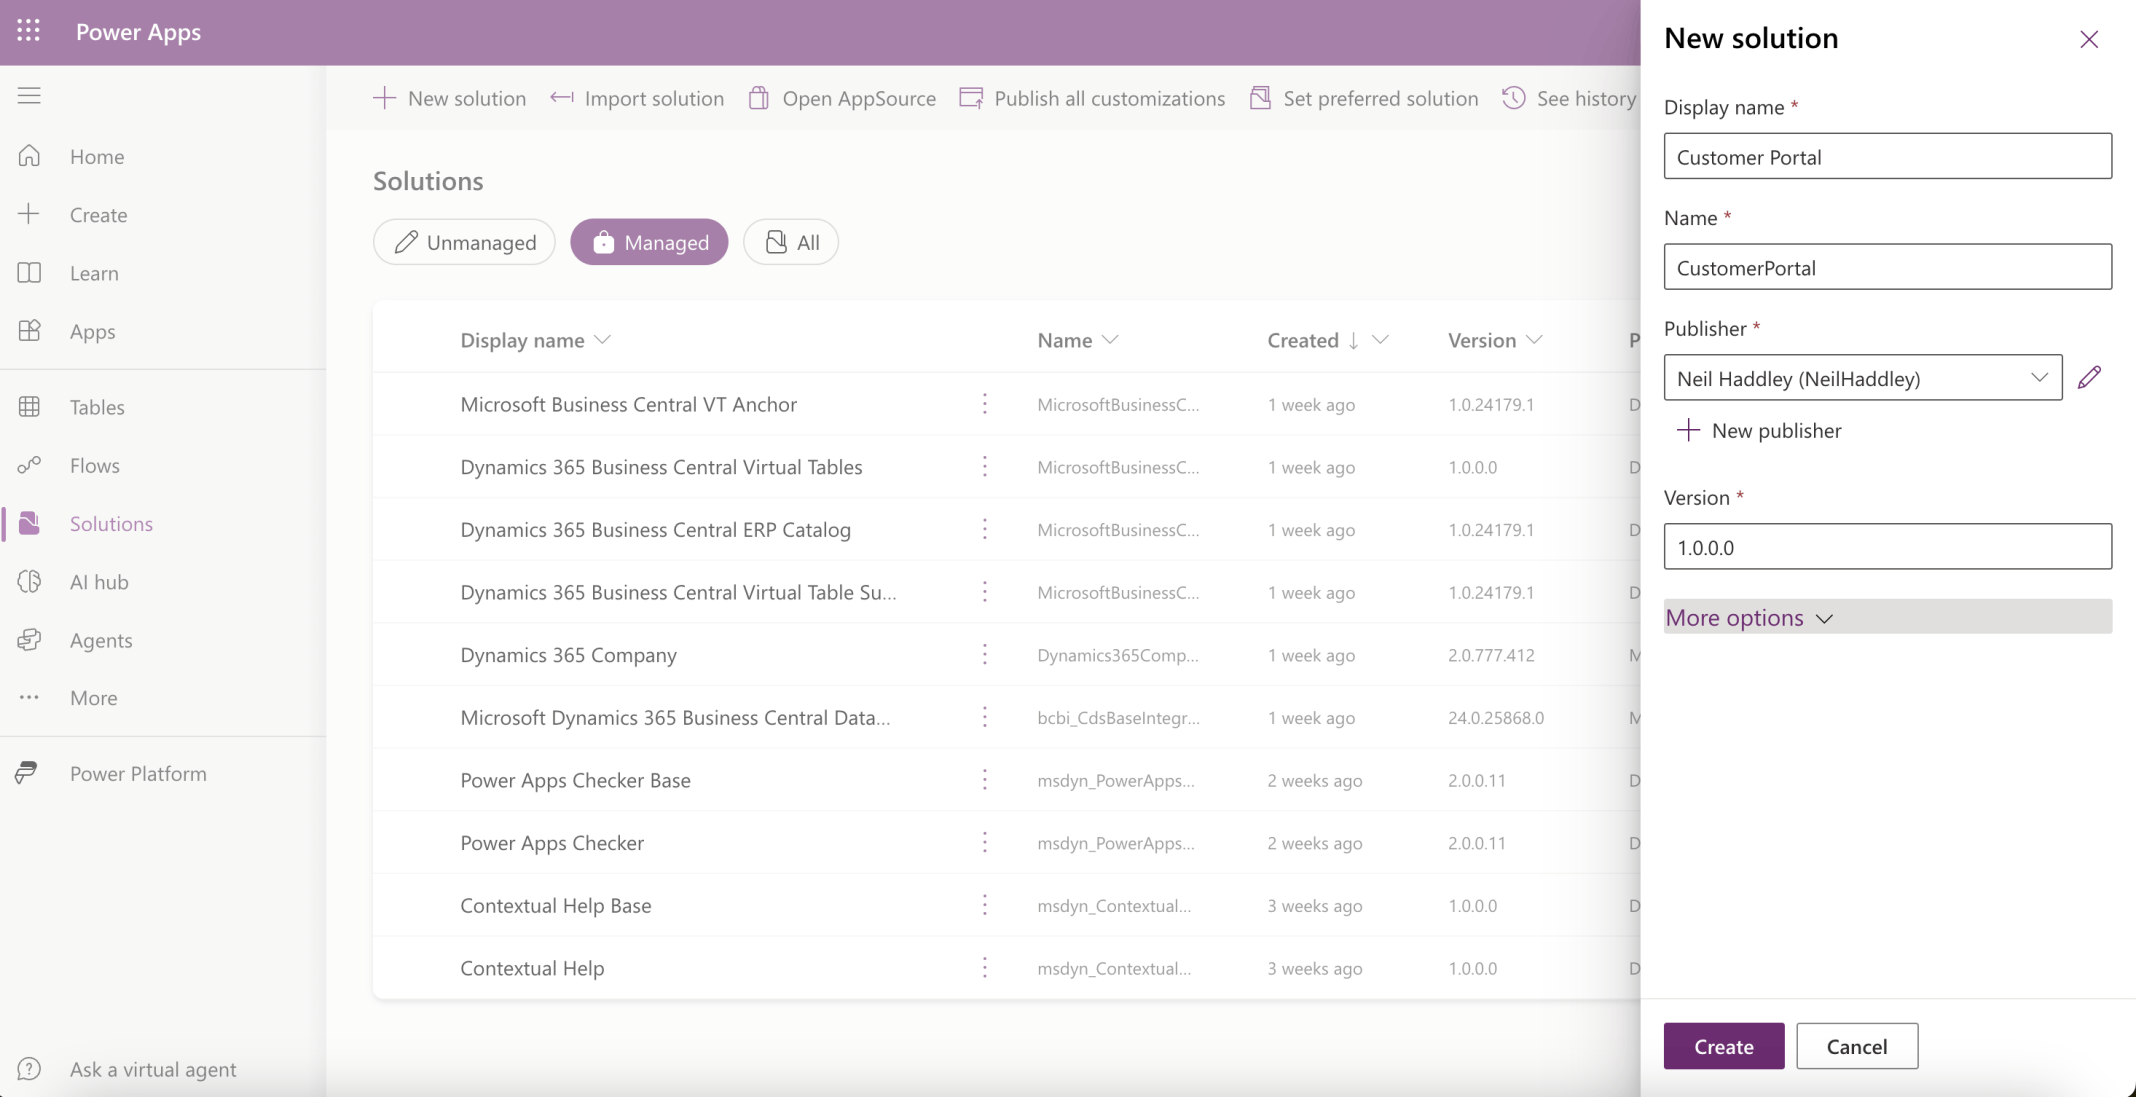 Power Apps
New solution
Import solution
Open AppSource
Publish all customizations
Set preferred solution
See history
Home
Create
Learn
Apps
Tables
Flows
Solutions
AI hub
Agents
More
Power Platform
Ask a virtual agent
Solutions
Unmanaged
Managed
All
Display name Name Created Version P
Microsoft Business Central VT Anchor MicrosoftBusinessC... 1 week ago 1.0.24179.1 D
Dynamics 365 Business Central Virtual Tables MicrosoftBusinessC... 1 week ago 1.0.0.0 D
Dynamics 365 Business Central ERP Catalog MicrosoftBusinessC... 1 week ago 1.0.24179.1 D
Dynamics 365 Business Central Virtual Table Su... MicrosoftBusinessC... 1 week ago 1.0.24179.1 D
Dynamics 365 Company Dynamics365Comp... 1 week ago 2.0.777.412 M
Microsoft Dynamics 365 Business Central Data... bcbi_CdsBaseIntegr... 1 week ago 24.0.25868.0 M
Power Apps Checker Base msdyn_PowerApps... 2 weeks ago 2.0.0.11 D
Power Apps Checker msdyn_PowerApps... 2 weeks ago 2.0.0.11 D
Contextual Help Base msdyn_Contextual... 3 weeks ago 1.0.0.0 D
Contextual Help msdyn_Contextual... 3 weeks ago 1.0.0.0 D
New solution
Display name *
Customer Portal
Name *
CustomerPortal
Publisher *
Neil Haddley (NeilHaddley)
New publisher
Version *
1.0.0.0
More options
Create
Cancel